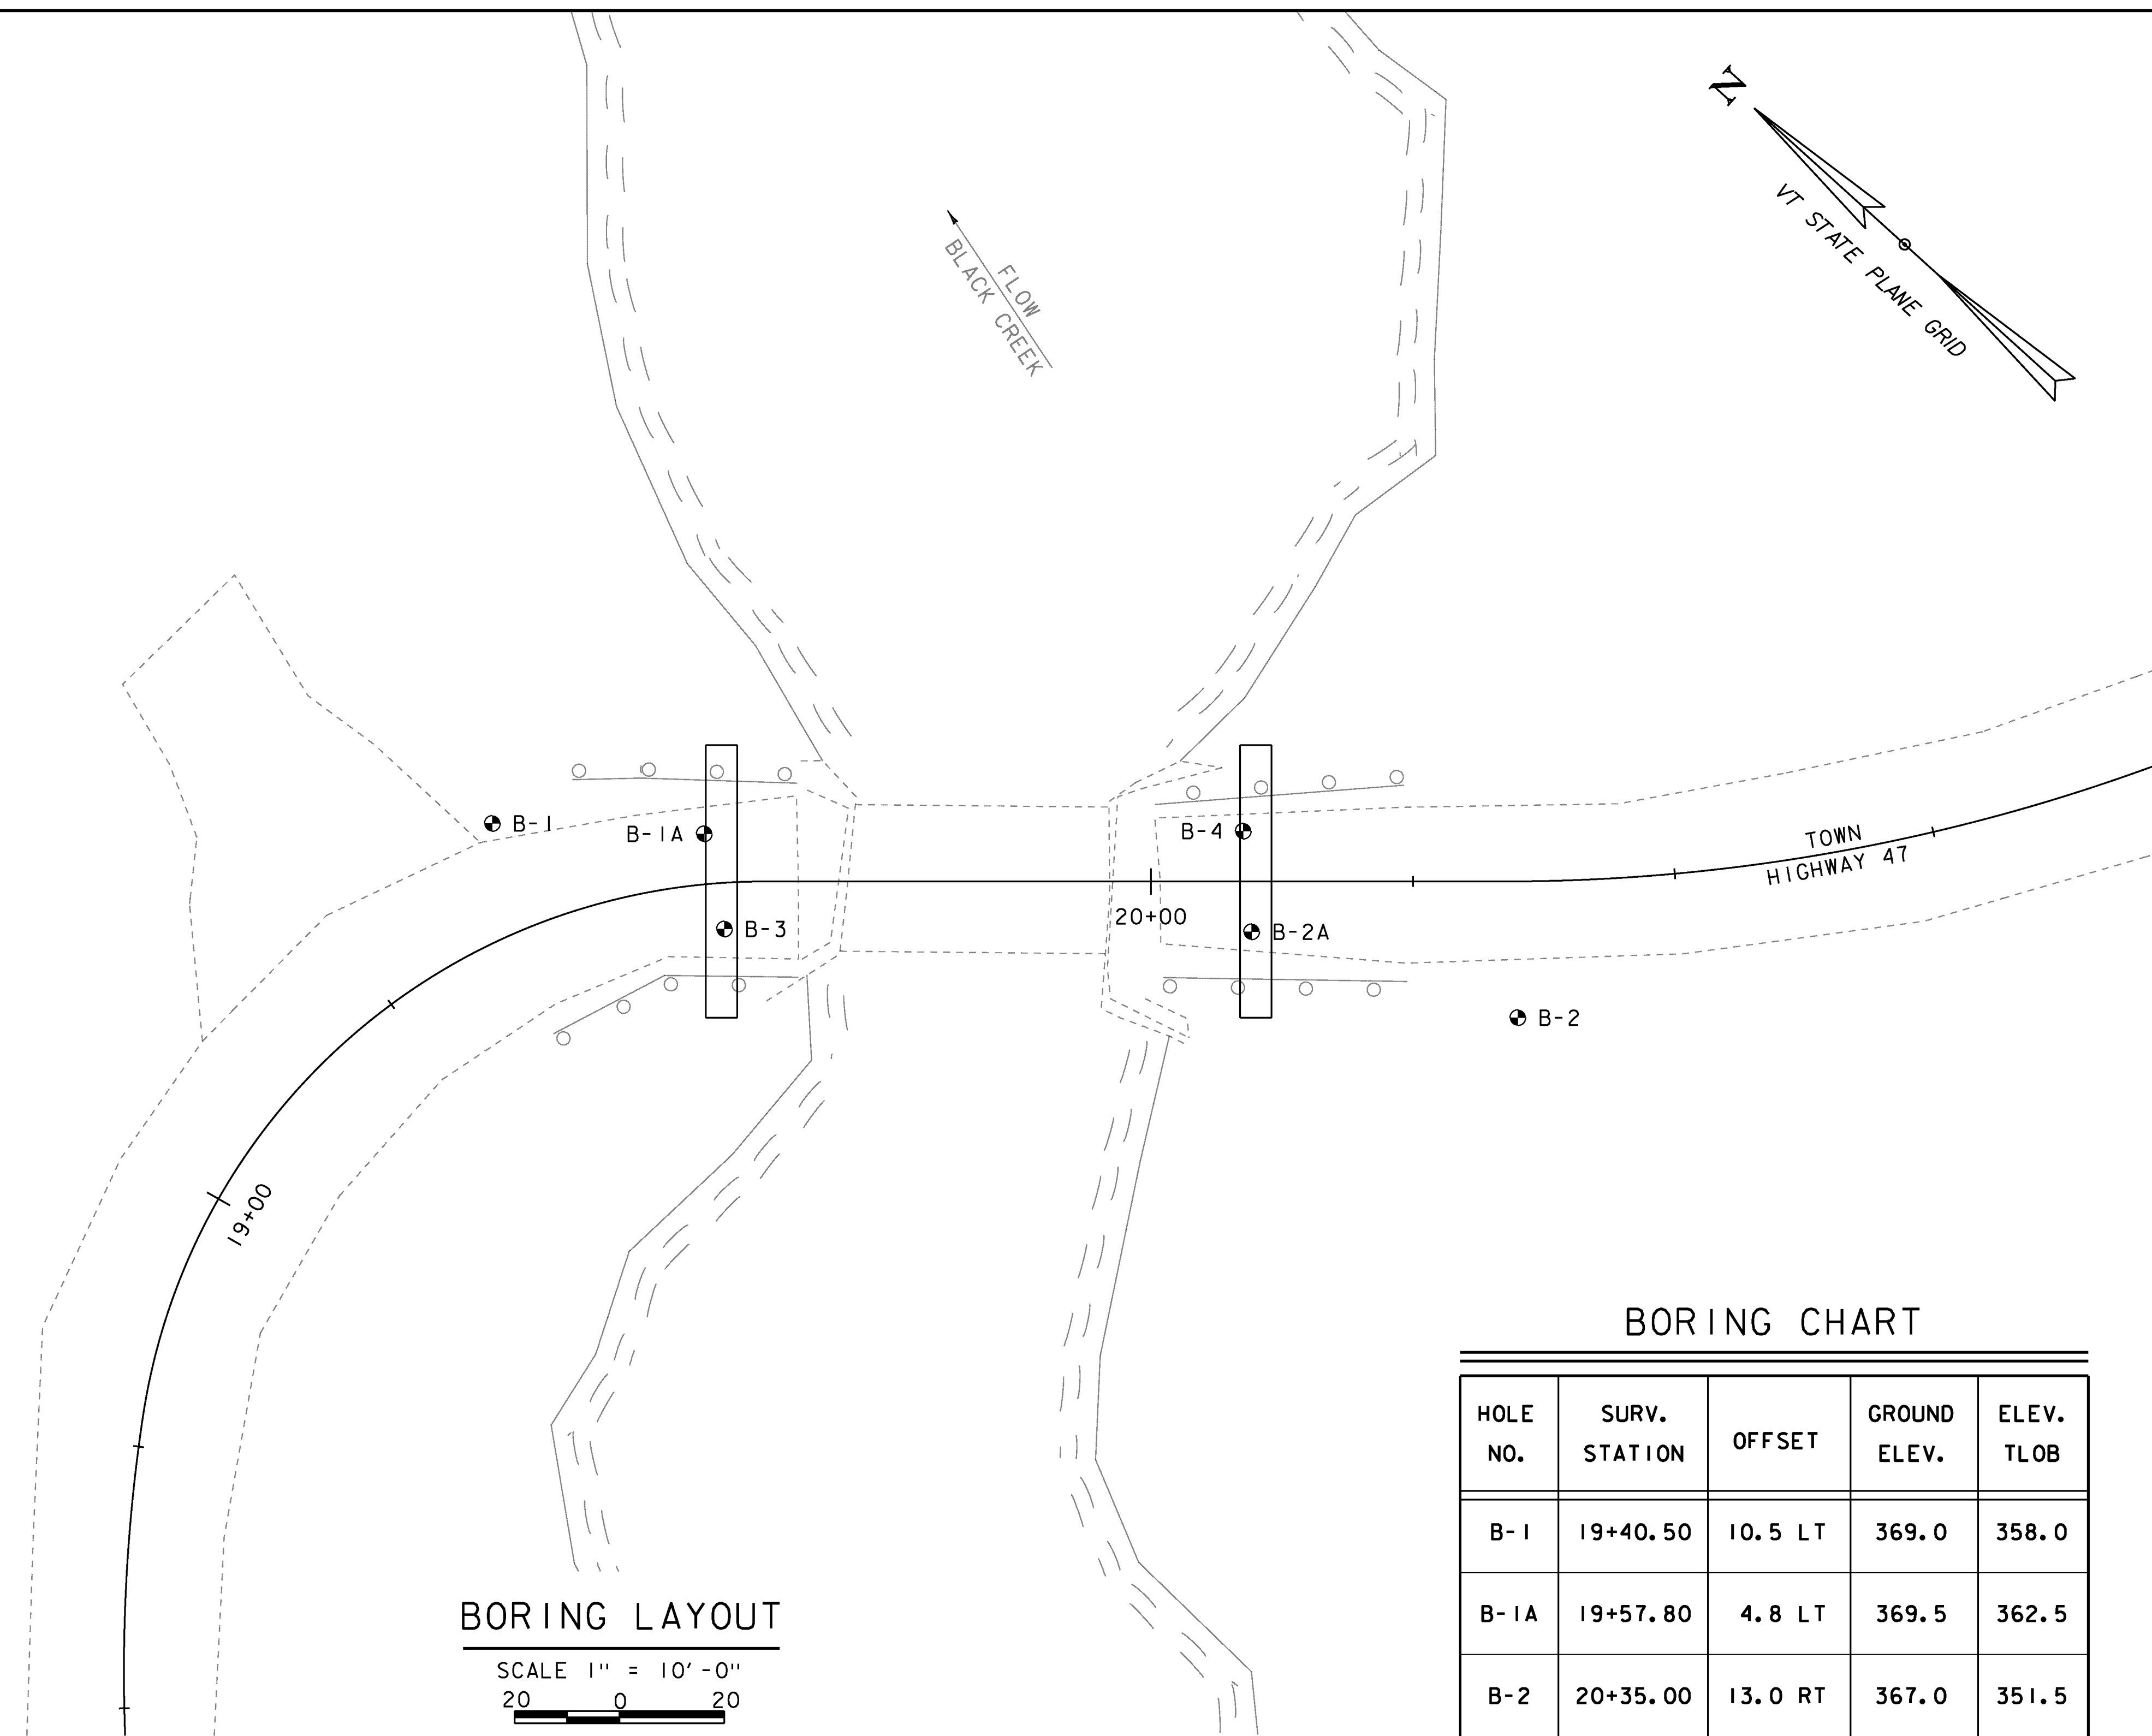 N
VT STATE PLANE GRID
FLOW
BLACK CREEK
B-1
B-1A
B-4
TOWN
HIGHWAY 47
20+00
B-3
B-2A
B-2
19+00
BORING CHART
HOLE NO. SURV. STATION OFFSET GROUND ELEV. ELEV. TLOB
B-1 19+40.50 10.5 LT 369.0 358.0
B-1A 19+57.80 4.8 LT 369.5 362.5
B-2 20+35.00 13.0 RT 367.0 351.5
BORING LAYOUT
SCALE 1" = 10'-0"
20 0 20